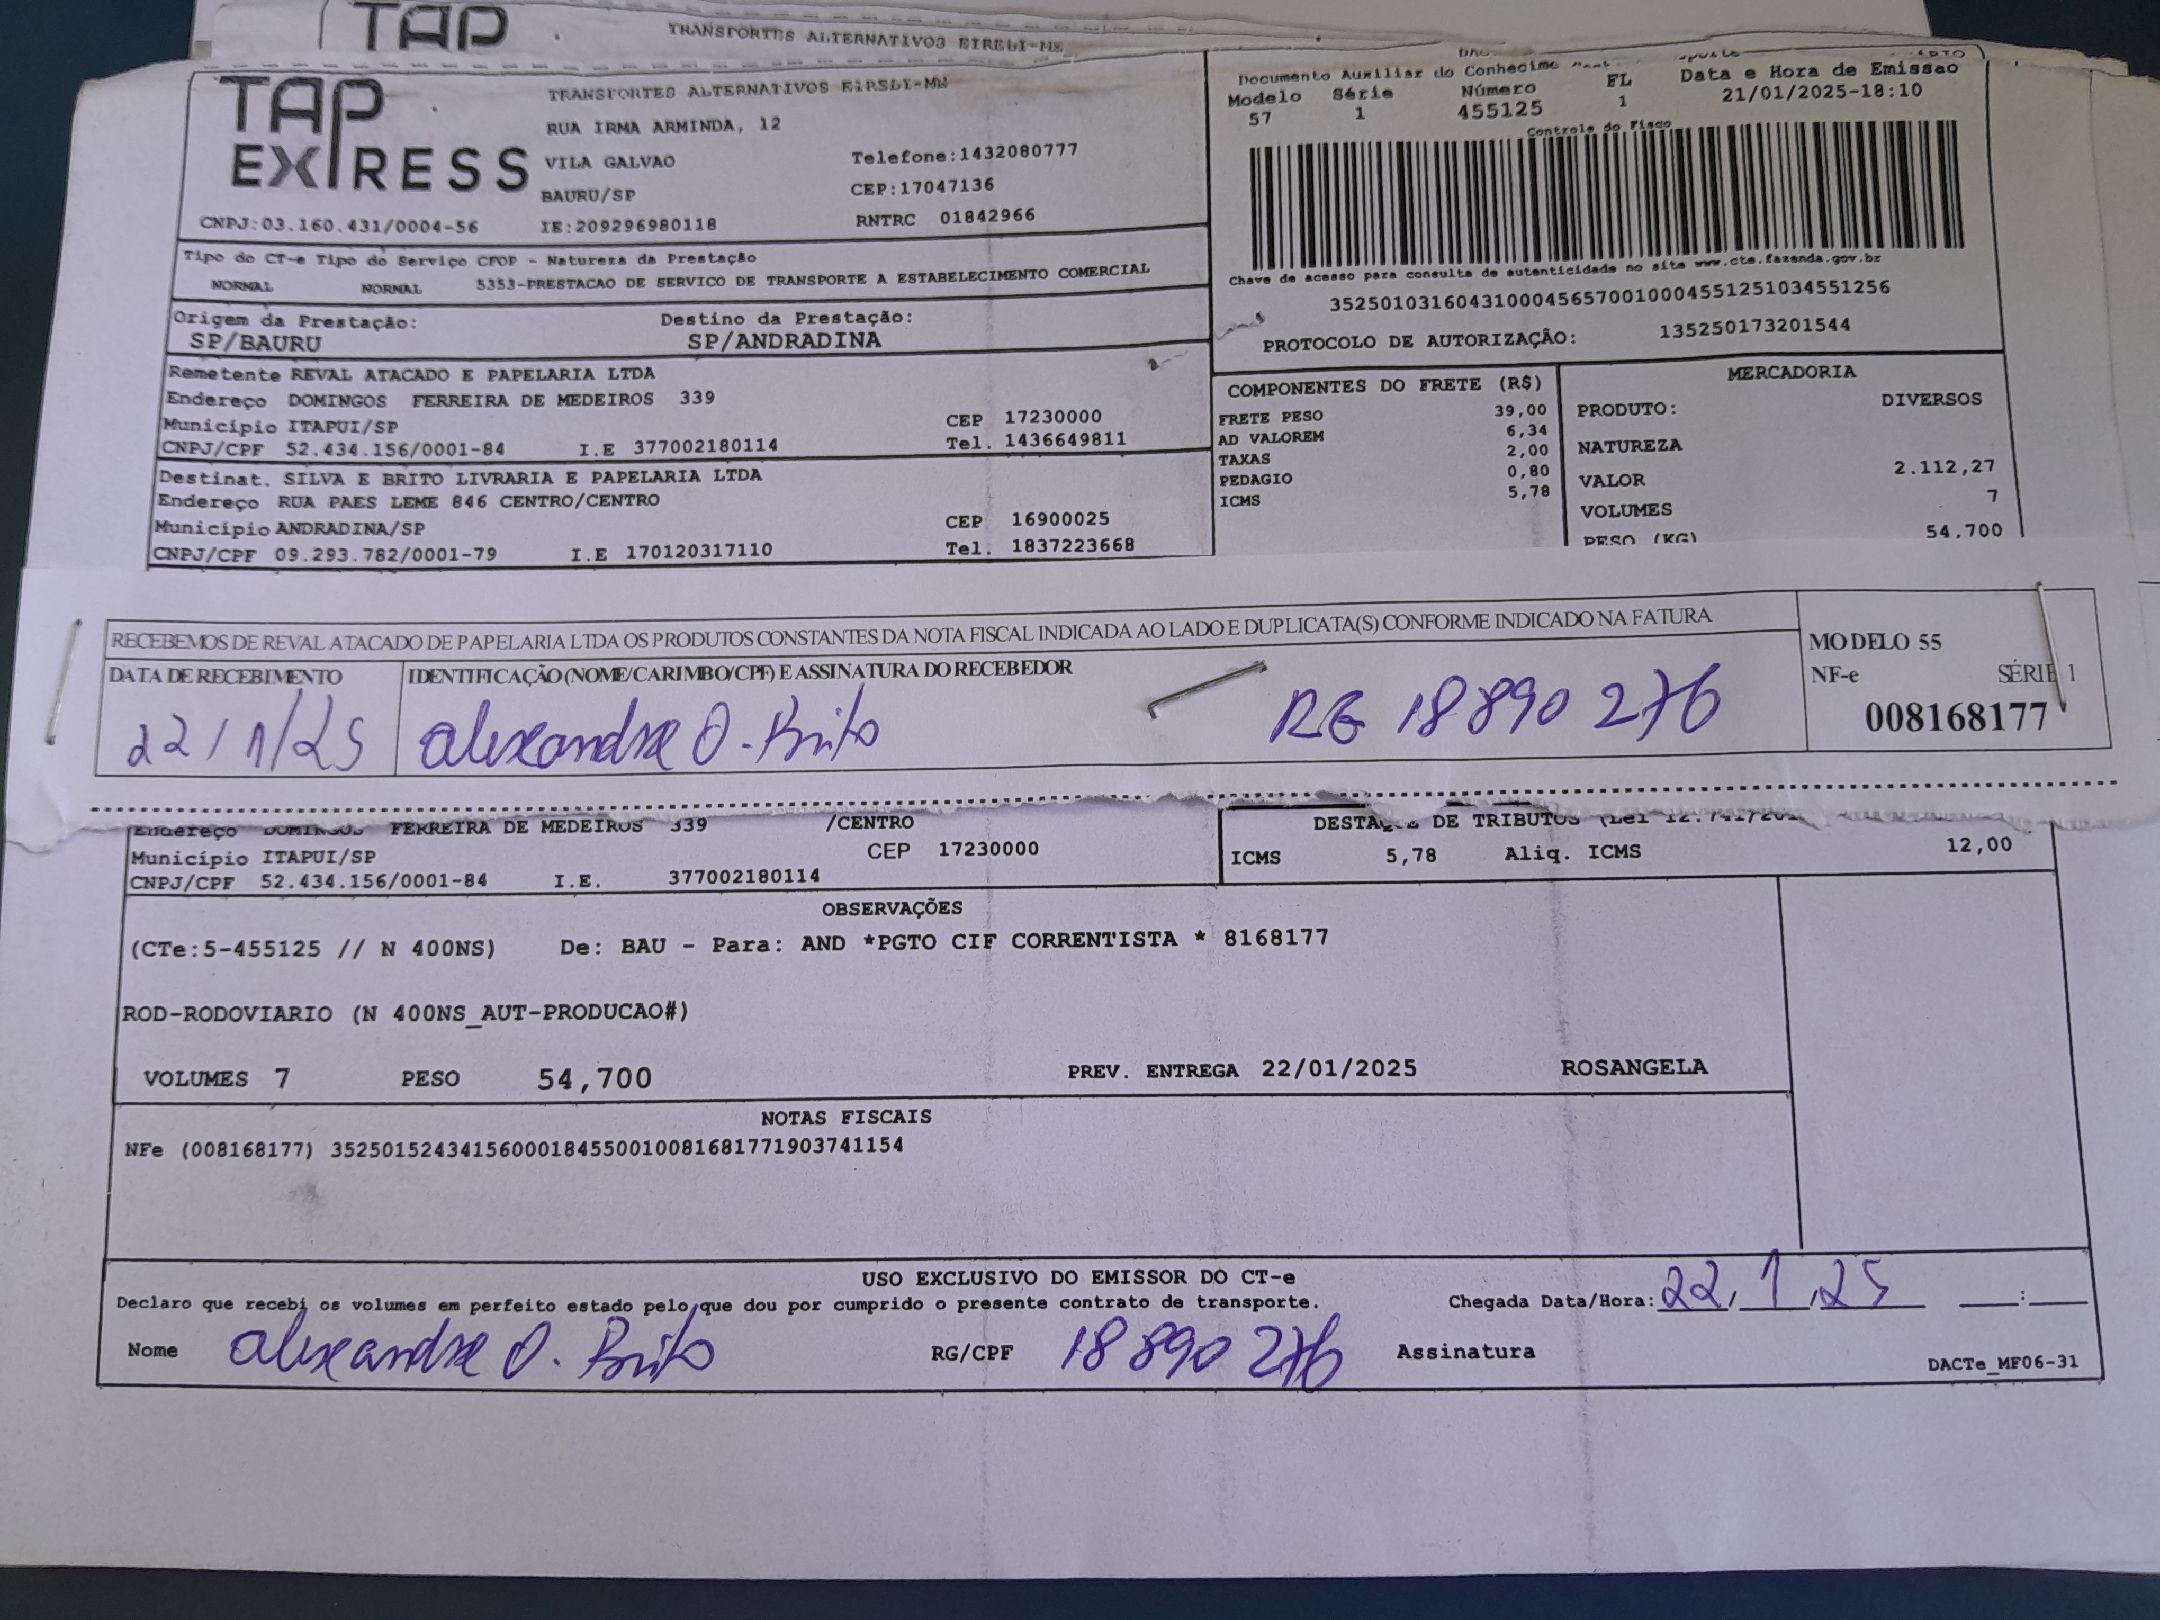 TAP
TRANSPORTES ALTERNATIVOS EIRELI-ME
TAP EXPRESS
TRANSPORTES ALTERNATIVOS EIRELI-ME
RUA IRMA ARMINDA, 12
VILA GALVAO Telefone:1432080777
BAURU/SP CEP:17047136
CNPJ:03.160.431/0004-56 IE:209296980118 RNTRC 01842966
Documento Auxiliar do
Modelo Série Número FL Data e Hora de Emissao
57 1 455125 1 21/01/2025-18:10
Controle do Fisco
Chave de acesso para consulta de autenticidade no site www.cte.fazenda.gov.br
35250103160431000456570010004551251034551256
PROTOCOLO DE AUTORIZAÇÃO: 135250173201544
Tipo do CT-e Tipo do Serviço CFOP - Natureza da Prestação
NORMAL NORMAL 5353-PRESTACAO DE SERVICO DE TRANSPORTE A ESTABELECIMENTO COMERCIAL
Origem da Prestação: Destino da Prestação:
SP/BAURU SP/ANDRADINA
Remetente REVAL ATACADO E PAPELARIA LTDA
Endereço DOMINGOS FERREIRA DE MEDEIROS 339
Município ITAPUI/SP CEP 17230000
CNPJ/CPF 52.434.156/0001-84 I.E 377002180114 Tel. 1436649811
Destinat. SILVA E BRITO LIVRARIA E PAPELARIA LTDA
Endereço RUA PAES LEME 846 CENTRO/CENTRO
Município ANDRADINA/SP CEP 16900025
CNPJ/CPF 09.293.782/0001-79 I.E 170120317110 Tel. 1837223668
COMPONENTES DO FRETE (R$)
FRETE PESO 39,00
AD VALOREM 6,34
TAXAS 2,00
PEDAGIO 0,80
ICMS 5,78
MERCADORIA
PRODUTO: DIVERSOS
NATUREZA
VALOR 2.112,27
VOLUMES 7
PESO (KG) 54,700
RECEBEMOS DE REVAL ATACADO DE PAPELARIA LTDA OS PRODUTOS CONSTANTES DA NOTA FISCAL INDICADA AO LADO E DUPLICATA(S) CONFORME INDICADO NA FATURA
DATA DE RECEBIMENTO IDENTIFICAÇÃO (NOME/CARIMBO/CPF) E ASSINATURA DO RECEBEDOR
22/1/25 alexandre O. Brito RG 18 890 276
MODELO 55
NF-e SÉRIE 1
008168177
Endereço DOMINGOS FERREIRA DE MEDEIROS 339 /CENTRO
Município ITAPUI/SP CEP 17230000
CNPJ/CPF 52.434.156/0001-84 I.E. 377002180114
DE TRIBUTOS
ICMS 5,78 Aliq. ICMS 12,00
OBSERVAÇÕES
(CTe:5-455125 // N 400NS) De: BAU - Para: AND *PGTO CIF CORRENTISTA * 8168177
ROD-RODOVIARIO (N 400NS_AUT-PRODUCAO#)
VOLUMES 7 PESO 54,700 PREV. ENTREGA 22/01/2025 ROSANGELA
NOTAS FISCAIS
NFe (008168177) 35250152434156000184550010081681771903741154
USO EXCLUSIVO DO EMISSOR DO CT-e
Declaro que recebi os volumes em perfeito estado pelo que dou por cumprido o presente contrato de transporte. Chegada Data/Hora: 22/1/25 __:__
Nome alexandre O. Brito RG/CPF 18 890 276 Assinatura
DACTe_MF06-31